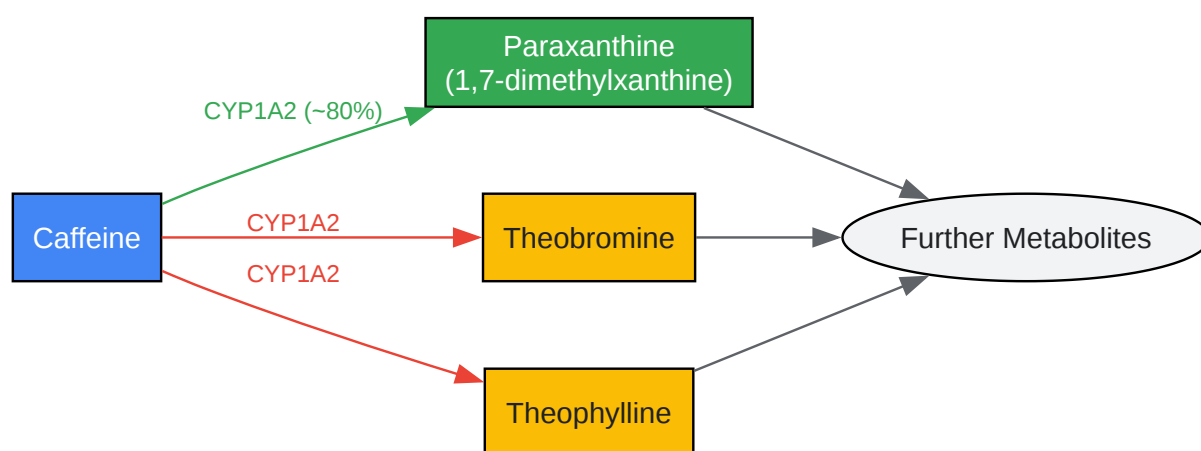 Paraxanthine
(1,7-dimethylxanthine)
CYP1A2 (~80%)
Caffeine
CYP1A2
Theobromine
Further Metabolites
CYP1A2
Theophylline